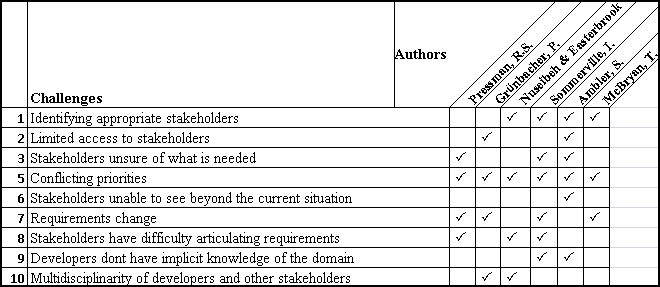 Authors
Pressman, R.S.
Grünbacher, P.
Nuseibeh & Easterbrook
Sommerville, I.
Ambler, S.
McBryan, T.
Challenges
1 Identifying appropriate stakeholders ✓ ✓ ✓ ✓
2 Limited access to stakeholders ✓ ✓
3 Stakeholders unsure of what is needed ✓ ✓ ✓
5 Conflicting priorities ✓ ✓ ✓ ✓ ✓ ✓
6 Stakeholders unable to see beyond the current situation ✓
7 Requirements change ✓ ✓ ✓ ✓
8 Stakeholders have difficulty articulating requirements ✓ ✓ ✓
9 Developers dont have implicit knowledge of the domain ✓ ✓
10 Multidisciplinarity of developers and other stakeholders ✓ ✓